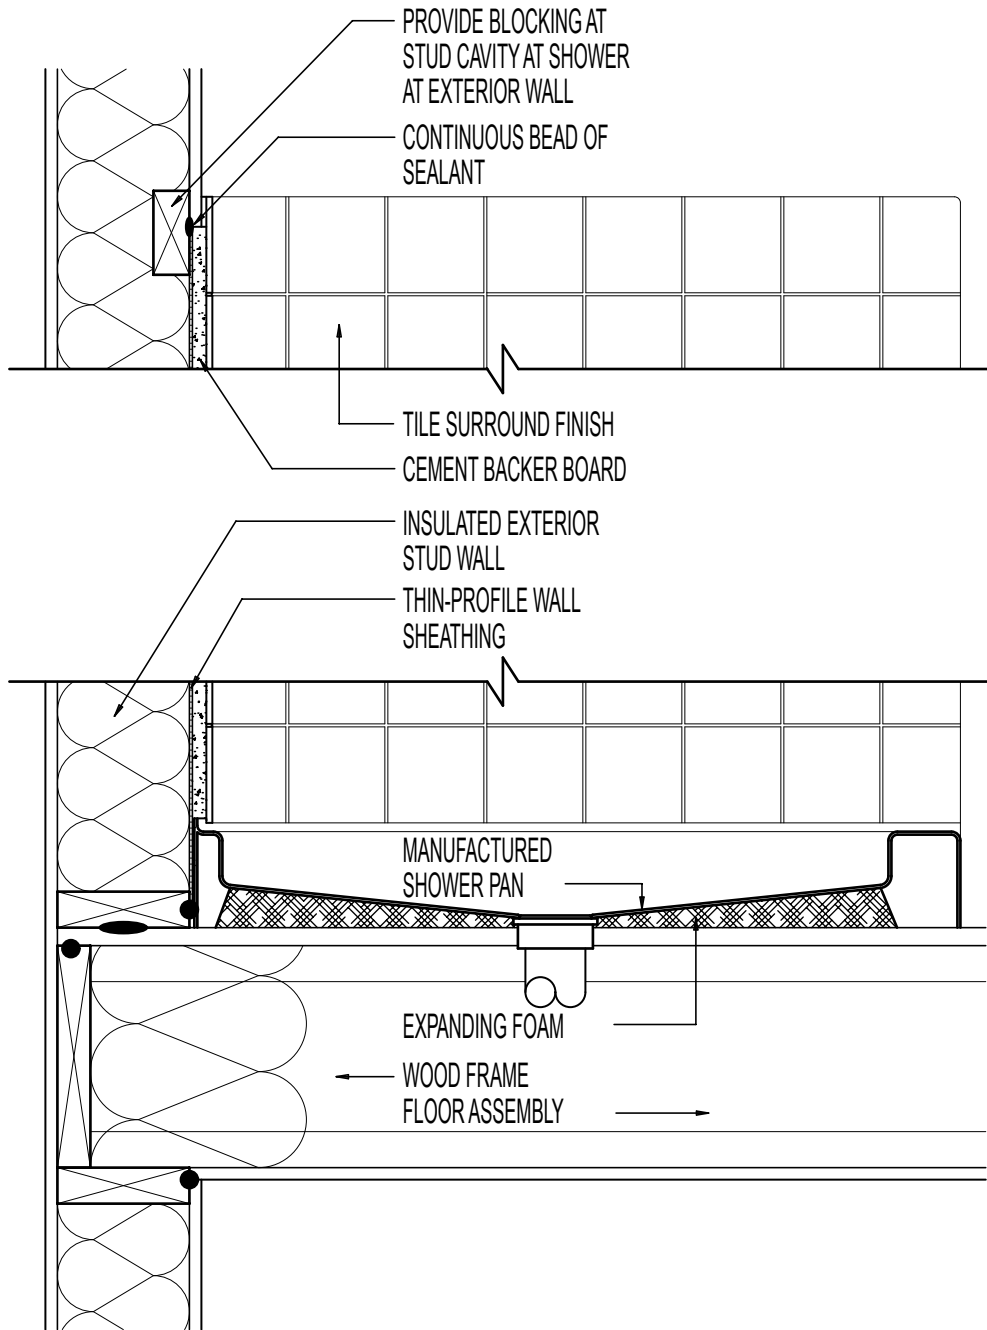 PROVIDE BLOCKING AT
STUD CAVITY AT SHOWER
AT EXTERIOR WALL
CONTINUOUS BEAD OF
SEALANT
TILE SURROUND FINISH
CEMENT BACKER BOARD
INSULATED EXTERIOR
STUD WALL
THIN-PROFILE WALL
SHEATHING
MANUFACTURED
SHOWER PAN
EXPANDING FOAM
WOOD FRAME
FLOOR ASSEMBLY